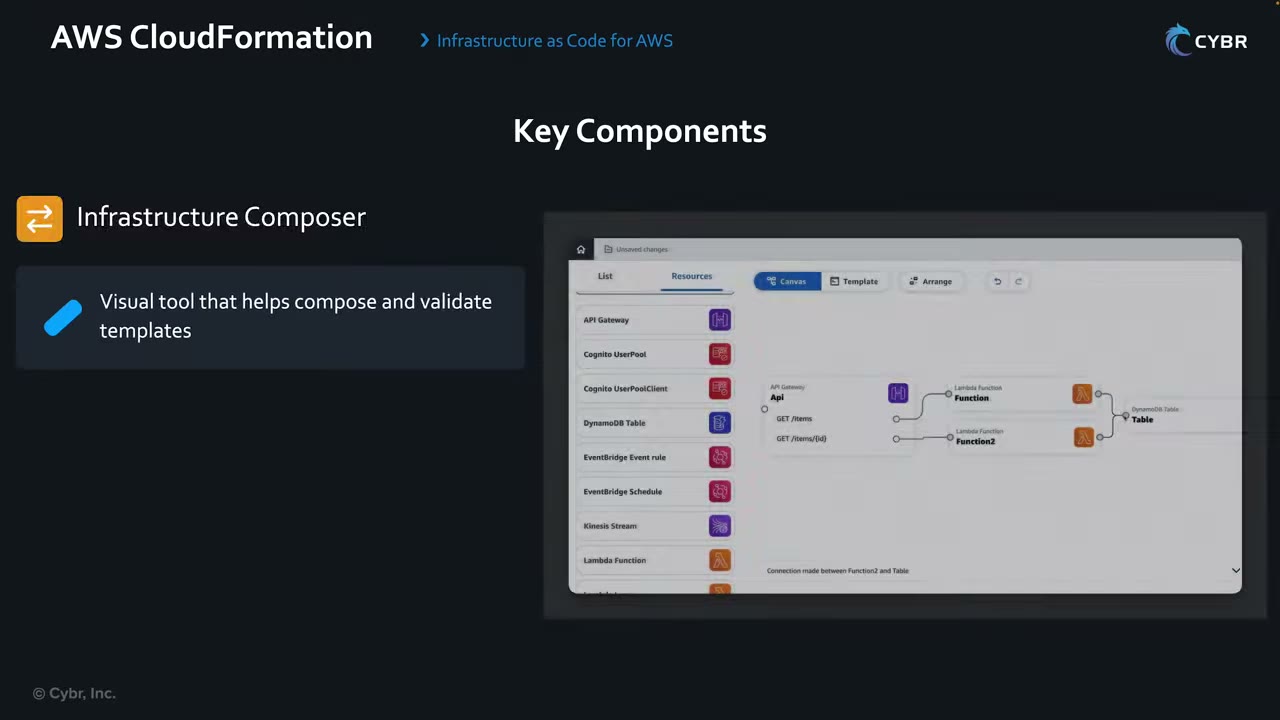 AWS CloudFormation
Infrastructure as Code for AWS
CYBR
Key Components
Infrastructure Composer
Visual tool that helps compose and validate
templates
Unsaved changes
List
Resources
Canvas
Template
Arrange
API Gateway
Cognito UserPool
Cognito UserPoolClient
DynamoDB Table
EventBridge Event rule
EventBridge Schedule
Kinesis Stream
Lambda Function
API Gateway
Api
GET /items
GET /items/{id}
Lambda Function
Function
Lambda Function
Function2
DynamoDB Table
Table
Connection made between Function2 and Table
© Cybr, Inc.